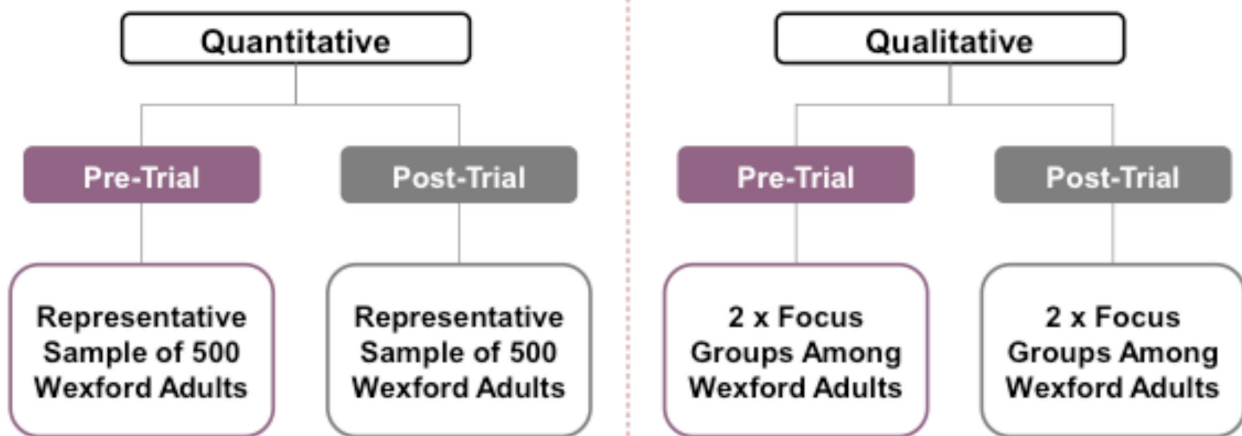 Quantitative
Qualitative
Pre-Trial
Post-Trial
Pre-Trial
Post-Trial
Representative
Sample of 500
Wexford Adults
Representative
Sample of 500
Wexford Adults
2 x Focus
Groups Among
Wexford Adults
2 x Focus
Groups Among
Wexford Adults